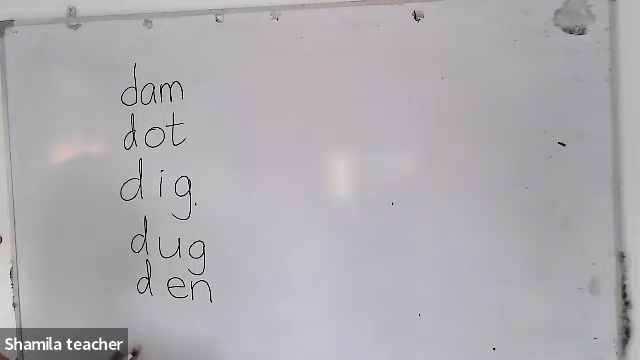 dam
dot
dig.
dug
den
Shamila teacher